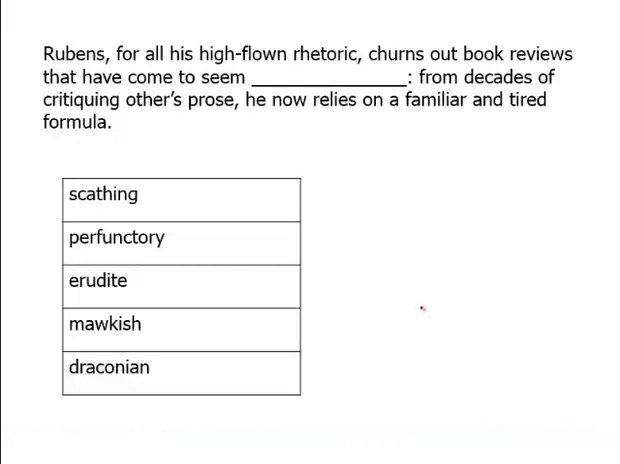 Rubens, for all his high-flown rhetoric, churns out book reviews
that have come to seem ________________: from decades of
critiquing other’s prose, he now relies on a familiar and tired
formula.
scathing
perfunctory
erudite
mawkish
draconian